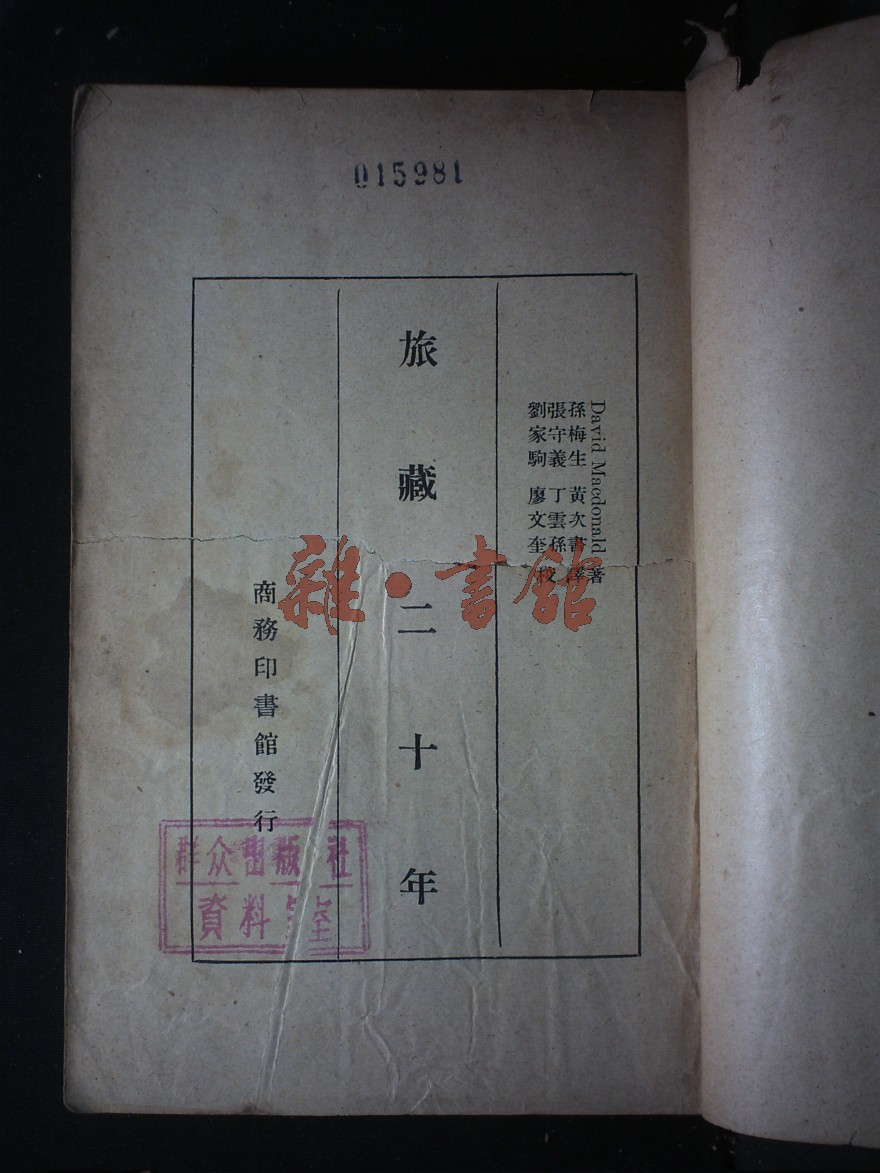 015981
David Macdonald 著
孫梅生 黃次書 譯
張守義 丁雲孫
劉家駒 廖文奎 校
旅藏二十年
商務印書館發行
雜·書館
群众出版社
資料室